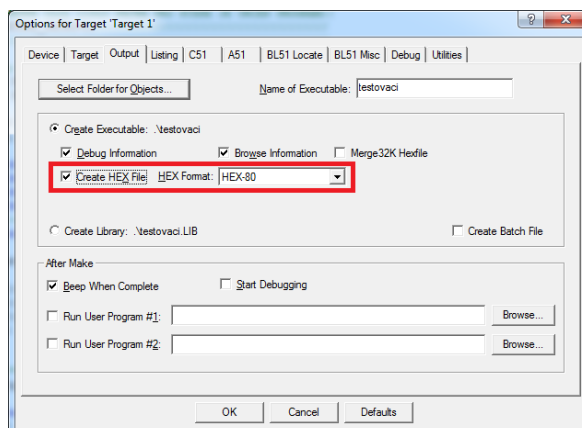 Options for Target 'Target 1'
Device | Target | Output | Listing | C51 | A51 | BL51 Locate | BL51 Misc | Debug | Utilities
Select Folder for Objects... Name of Executable: testovaci
Create Executable: .\testovaci
Debug Information Browse Information Merge32K Hexfile
Create HEX File HEX Format: HEX-80
Create Library: .\testovaci.LIB Create Batch File
After Make
Beep When Complete Start Debugging
Run User Program #1: Browse...
Run User Program #2: Browse...
OK Cancel Defaults